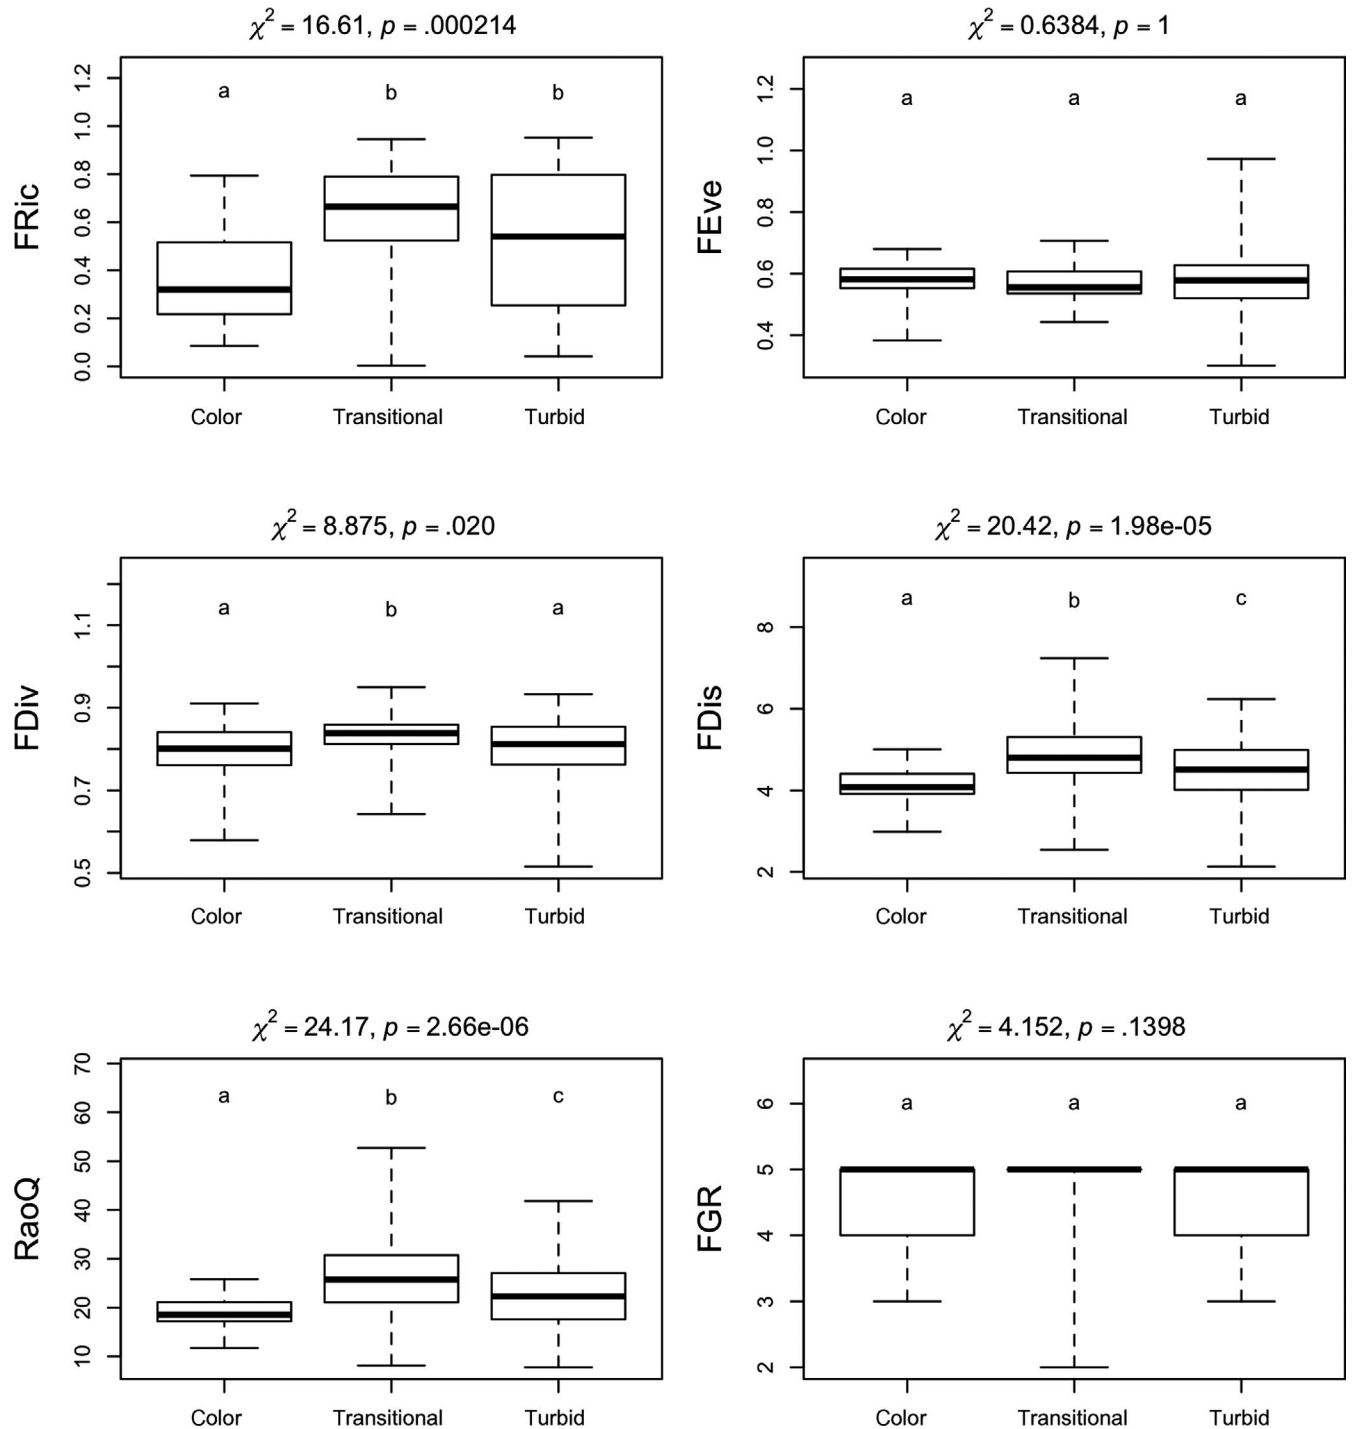 χ² = 16.61, p = .000214
FRic
1.2
1.0
0.8
0.6
0.4
0.2
0.0
a b b
Color Transitional Turbid
χ² = 0.6384, p = 1
FEve
1.2
1.0
0.8
0.6
0.4
a a a
Color Transitional Turbid
χ² = 8.875, p = .020
FDiv
1.1
0.9
0.7
0.5
a b a
Color Transitional Turbid
χ² = 20.42, p = 1.98e-05
FDis
8
6
4
2
a b c
Color Transitional Turbid
χ² = 24.17, p = 2.66e-06
RaoQ
70
60
50
40
30
20
10
a b c
Color Transitional Turbid
χ² = 4.152, p = .1398
FGR
6
5
4
3
2
a a a
Color Transitional Turbid